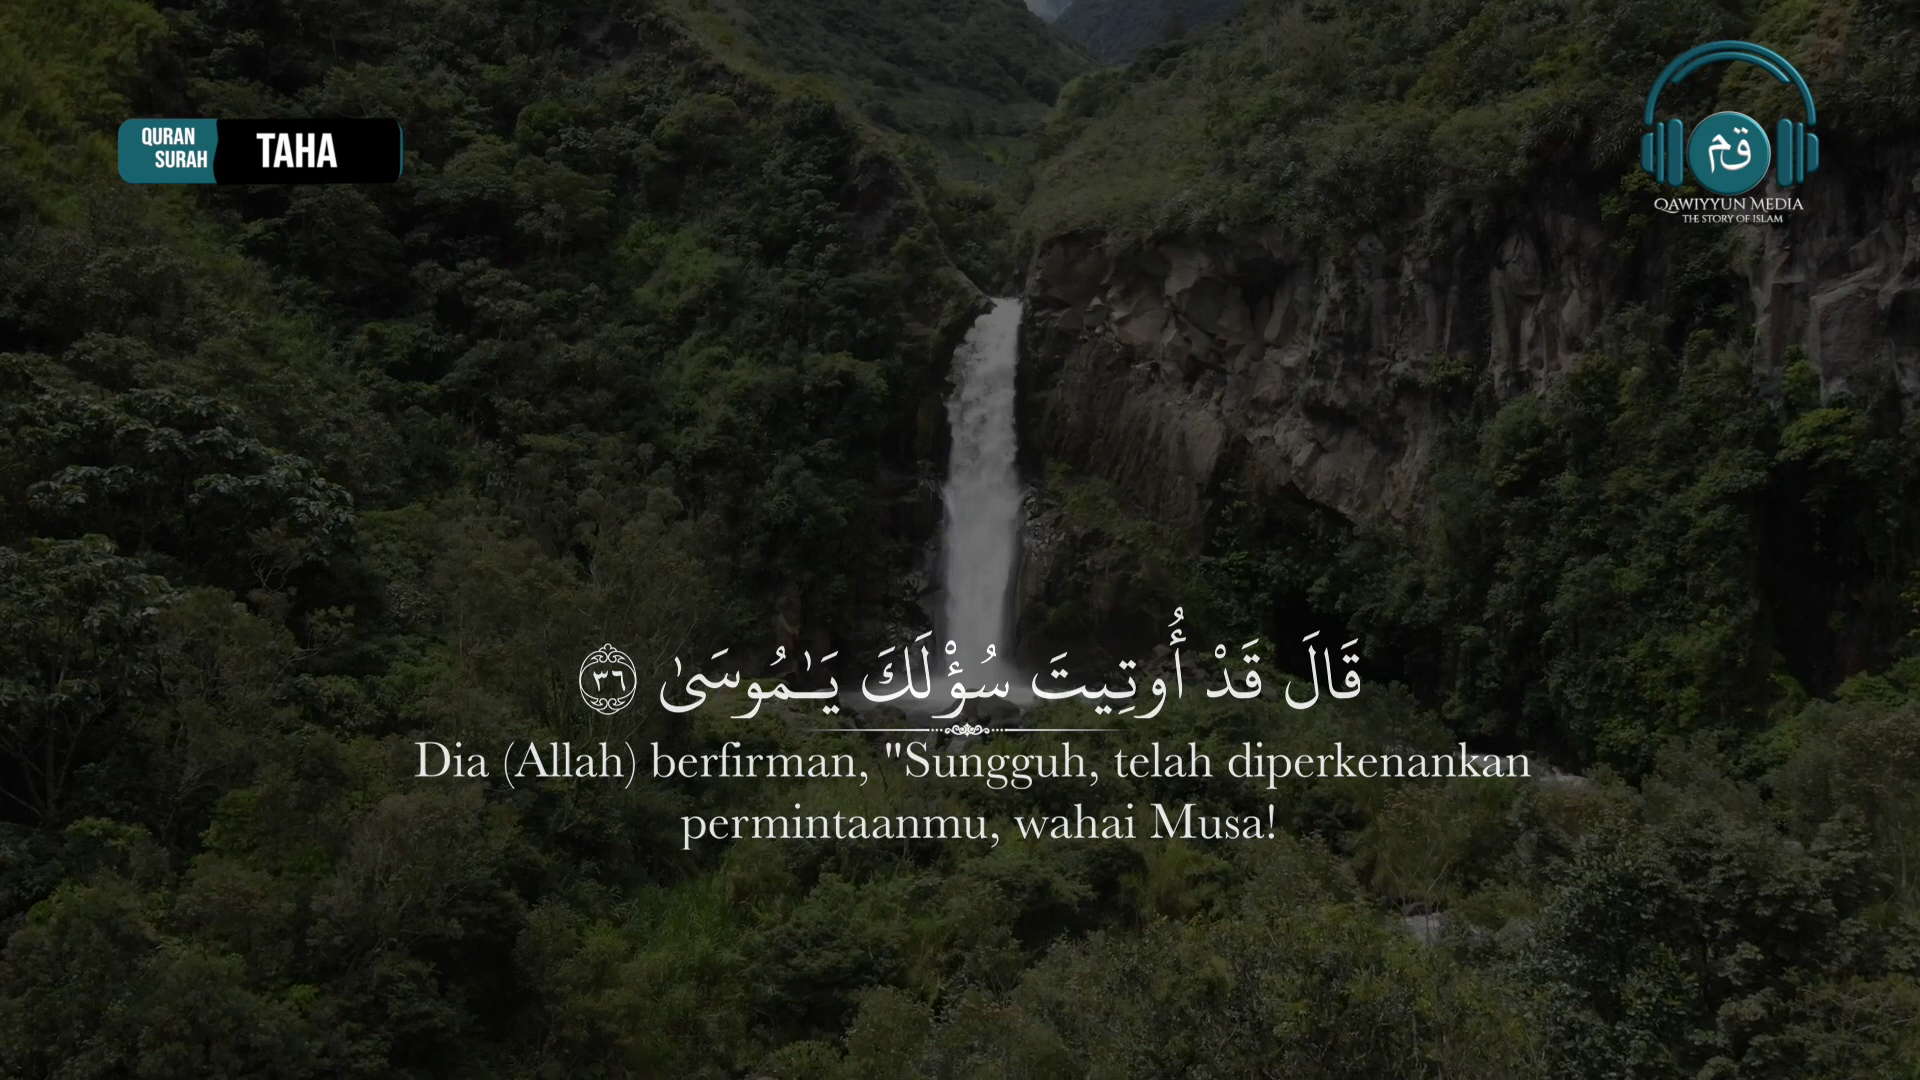 QURAN
SURAH
TAHA
قم
QAWIYYUN MEDIA
THE STORY OF ISLAM
قَالَ قَدْ أُوتِيتَ سُؤْلَكَ يَـٰمُوسَىٰ ٣٦
Dia (Allah) berfirman, "Sungguh, telah diperkenankan
permintaanmu, wahai Musa!